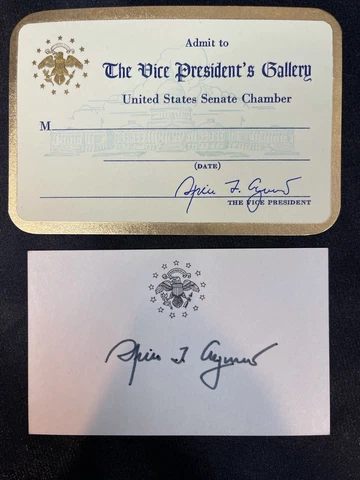 Admit to
The Vice President's Gallery
United States Senate Chamber
M
(DATE)
Spiro T. Agnew
THE VICE PRESIDENT
Spiro T. Agnew